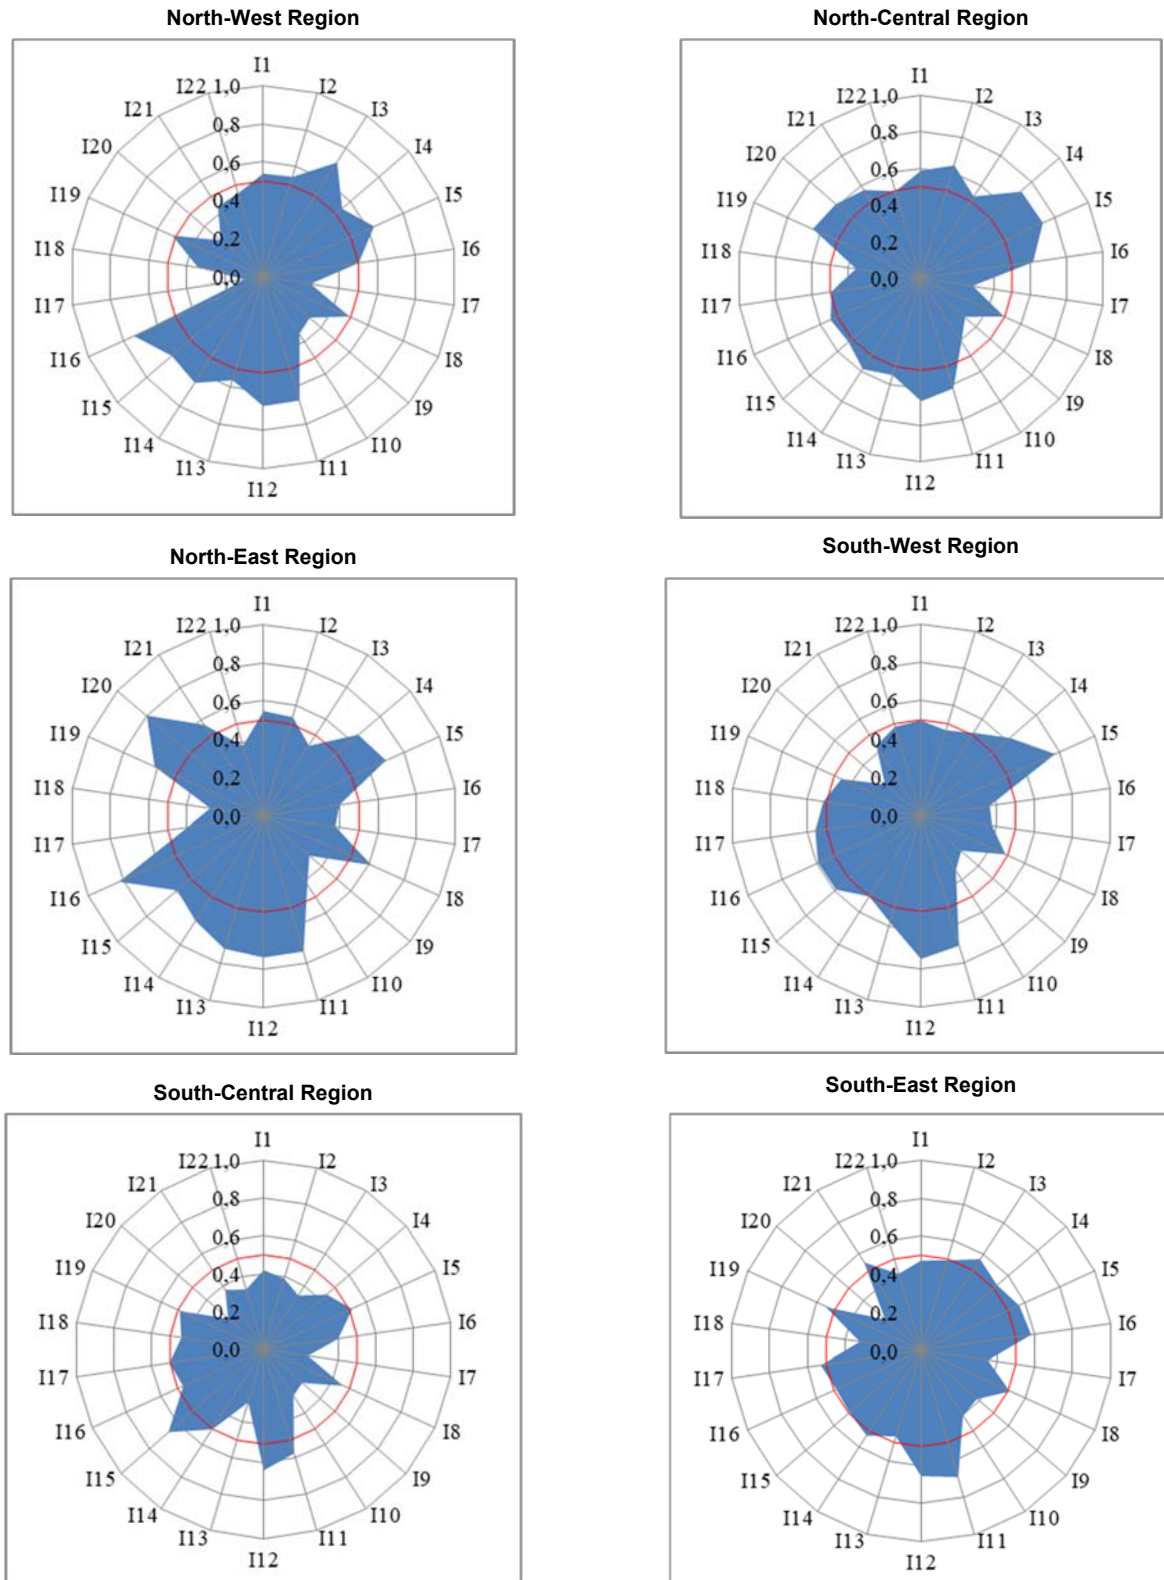 North-West Region
North-Central Region
I1
I2
I3
I4
I5
I6
I7
I8
I9
I10
I11
I12
I13
I14
I15
I16
I17
I18
I19
I20
I21
I22
1,0
0,8
0,6
0,4
0,2
0,0
I1
I2
I3
I4
I5
I6
I7
I8
I9
I10
I11
I12
I13
I14
I15
I16
I17
I18
I19
I20
I21
I22
1,0
0,8
0,6
0,4
0,2
0,0
North-East Region
South-West Region
I1
I2
I3
I4
I5
I6
I7
I8
I9
I10
I11
I12
I13
I14
I15
I16
I17
I18
I19
I20
I21
I22
1,0
0,8
0,6
0,4
0,2
0,0
I1
I2
I3
I4
I5
I6
I7
I8
I9
I10
I11
I12
I13
I14
I15
I16
I17
I18
I19
I20
I21
I22
1,0
0,8
0,6
0,4
0,2
0,0
South-Central Region
South-East Region
I1
I2
I3
I4
I5
I6
I7
I8
I9
I10
I11
I12
I13
I14
I15
I16
I17
I18
I19
I20
I21
I22
1,0
0,8
0,6
0,4
0,2
0,0
I1
I2
I3
I4
I5
I6
I7
I8
I9
I10
I11
I12
I13
I14
I15
I16
I17
I18
I19
I20
I21
I22
1,0
0,8
0,6
0,4
0,2
0,0